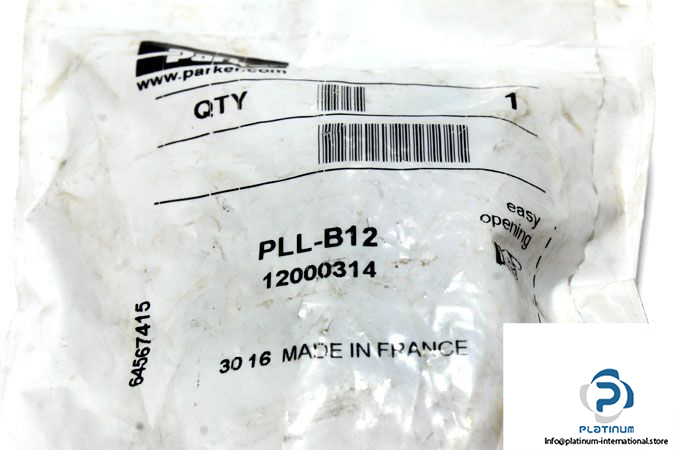 Parker
www.parker.com
QTY 1
easy
opening
PLL-B12
12000314
64567415
30 16 MADE IN FRANCE
PLATINUM
Info@platinum-international.store